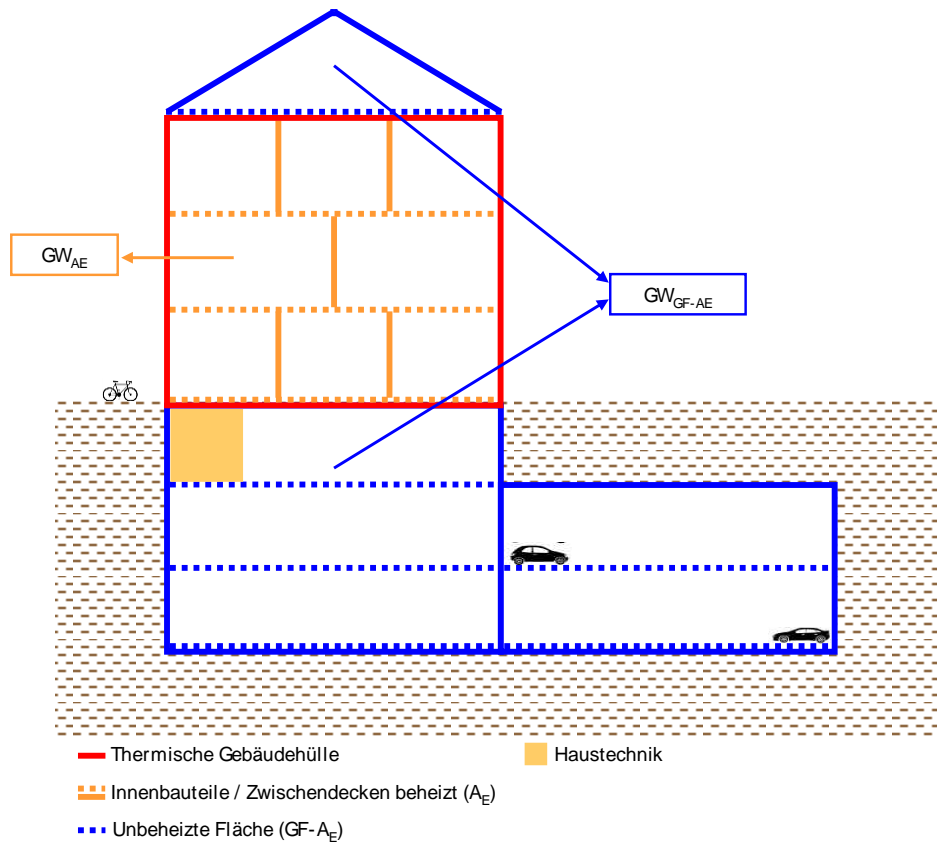 GW_AE
GW_GF-AE
Thermische Gebäudehülle
Haustechnik
Innenbauteile / Zwischendecken beheizt (A_E)
Unbeheizte Fläche (GF-A_E)